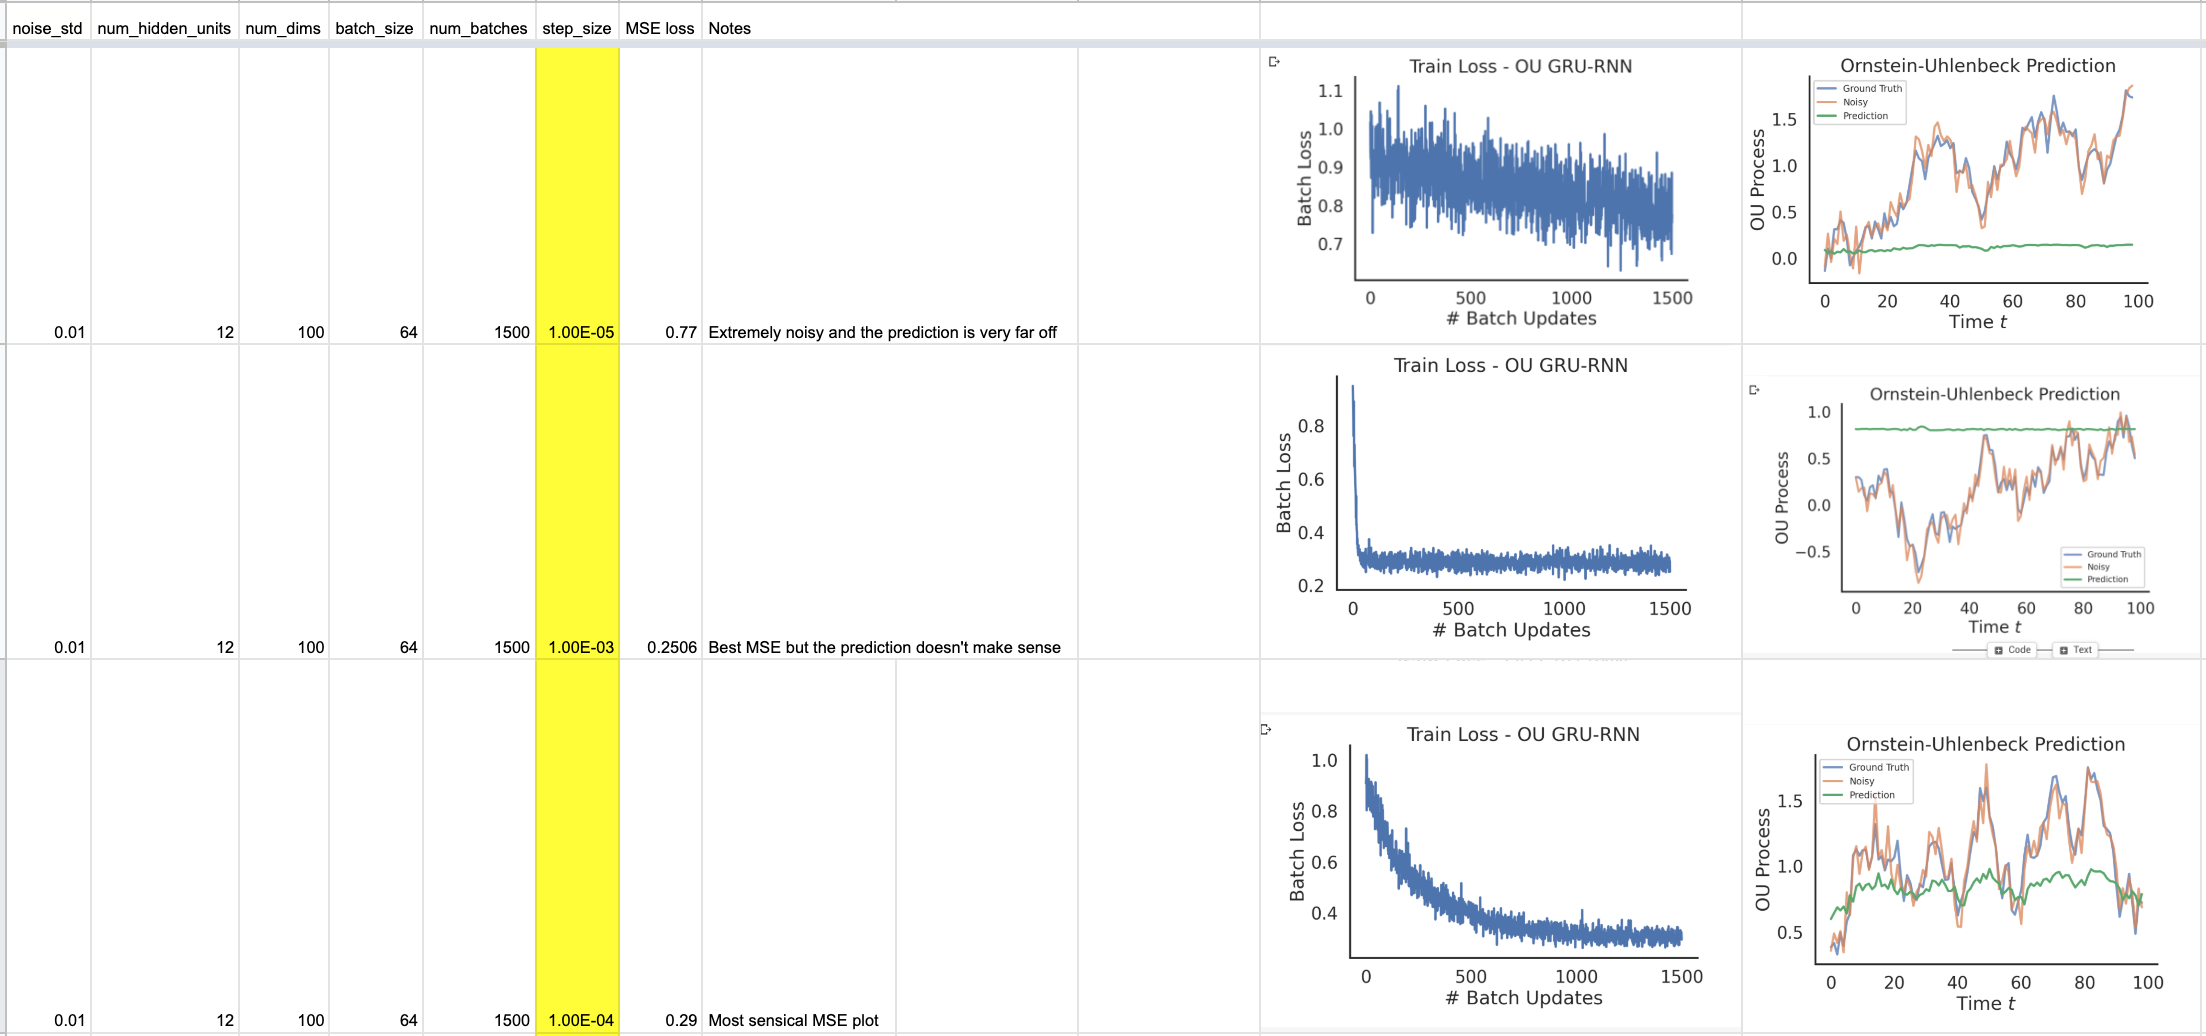 noise_std num_hidden_units num_dims batch_size num_batches step_size MSE loss Notes
Train Loss - OU GRU-RNN
1.1
1.0
0.9
0.8
0.7
Batch Loss
0 500 1000 1500
# Batch Updates
Ornstein-Uhlenbeck Prediction
Ground Truth
Noisy
Prediction
1.5
1.0
0.5
0.0
OU Process
0 20 40 60 80 100
Time t
0.01 12 100 64 1500 1.00E-05 0.77 Extremely noisy and the prediction is very far off
Train Loss - OU GRU-RNN
0.8
0.6
0.4
0.2
Batch Loss
0 500 1000 1500
# Batch Updates
Ornstein-Uhlenbeck Prediction
1.0
0.5
0.0
−0.5
OU Process
Ground Truth
Noisy
Prediction
0 20 40 60 80 100
Time t
Code Text
0.01 12 100 64 1500 1.00E-03 0.2506 Best MSE but the prediction doesn't make sense
Train Loss - OU GRU-RNN
1.0
0.8
0.6
0.4
Batch Loss
0 500 1000 1500
# Batch Updates
Ornstein-Uhlenbeck Prediction
Ground Truth
Noisy
Prediction
1.5
1.0
0.5
OU Process
0 20 40 60 80 100
Time t
0.01 12 100 64 1500 1.00E-04 0.29 Most sensical MSE plot